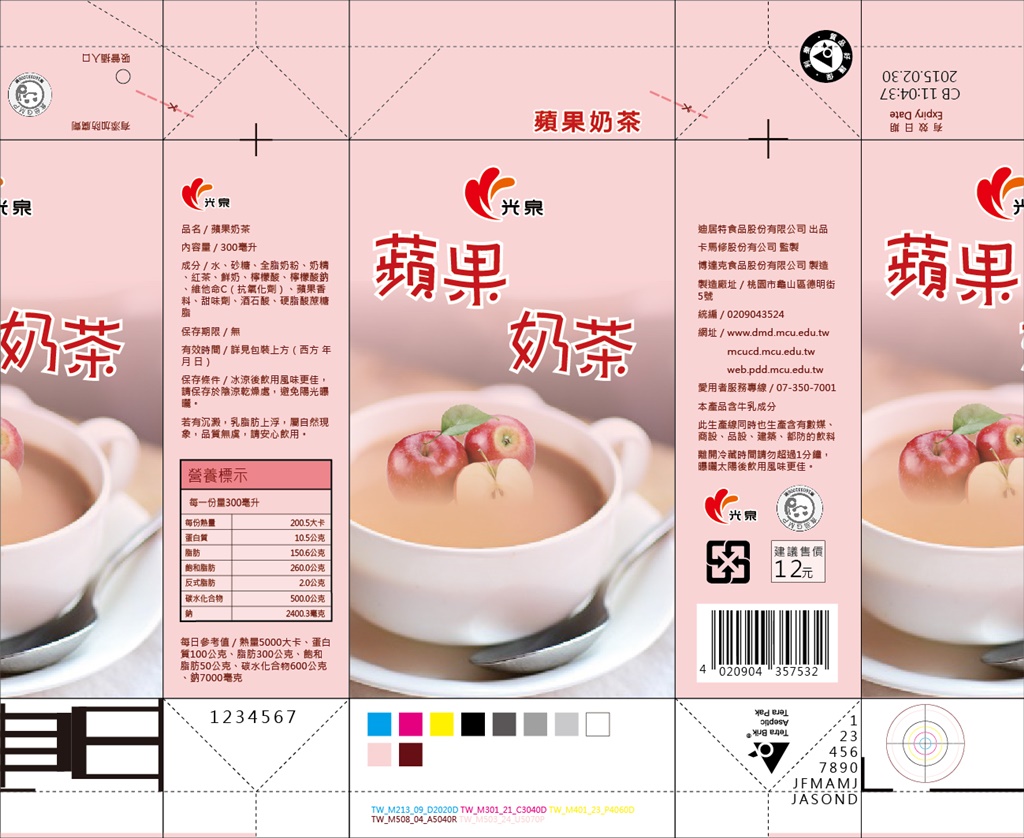 吸管插入口
有添加防腐劑
蘋果奶茶
CB 11:04:37
2015.02.30
有效日期
Expiry Date
光泉
奶茶
光泉
品名 / 蘋果奶茶
內容量 / 300毫升
成分 / 水、砂糖、全脂奶粉、奶精
、紅茶、鮮奶、檸檬酸、檸檬酸鈉
、維他命C（抗氧化劑）、蘋果香
料、甜味劑、酒石酸、硬脂酸蔗糖
脂
保存期限 / 無
有效時間 / 詳見包裝上方（西方 年
月 日）
保存條件 / 冰涼後飲用風味更佳，
請保存於陰涼乾燥處，避免陽光曝
曬。
若有沉澱，乳脂肪上浮，屬自然現
象，品質無虞，請安心飲用。
營養標示
每一份量300毫升
每份熱量 200.5大卡
蛋白質 10.5公克
脂肪 150.6公克
飽和脂肪 260.0公克
反式脂肪 2.0公克
碳水化合物 500.0公克
鈉 2400.3毫克
每日參考值 / 熱量5000大卡、蛋白
質100公克、脂肪300公克、飽和
脂肪50公克、碳水化合物600公克
、鈉7000毫克
光泉
蘋果
奶茶
迪居特食品股份有限公司 出品
卡馬修股份有公司 監製
博達克食品股份有限公司 製造
製造廠址 / 桃園市龜山區德明街
5號
統編 / 0209043524
網址 / www.dmd.mcu.edu.tw
mcucd.mcu.edu.tw
web.pdd.mcu.edu.tw
愛用者服務專線 / 07-350-7001
本產品含牛乳成分
此生產線同時也生產含有數媒、
商設、品設、建築、都防的飲料
離開冷藏時間請勿超過1分鐘，
曝曬太陽後飲用風味更佳。
光泉
建議售價
12元
4 020904 357532
蘋果
1234567
Tetra Brik®
Aseptic
Tera Pak
1
23
456
7890
JFMAMJ
JASOND
TW_M213_09_D2020D TW_M301_21_C3040D TW_M401_23_P4060D
TW_M508_04_A5040R TW_M503_24_U5070P